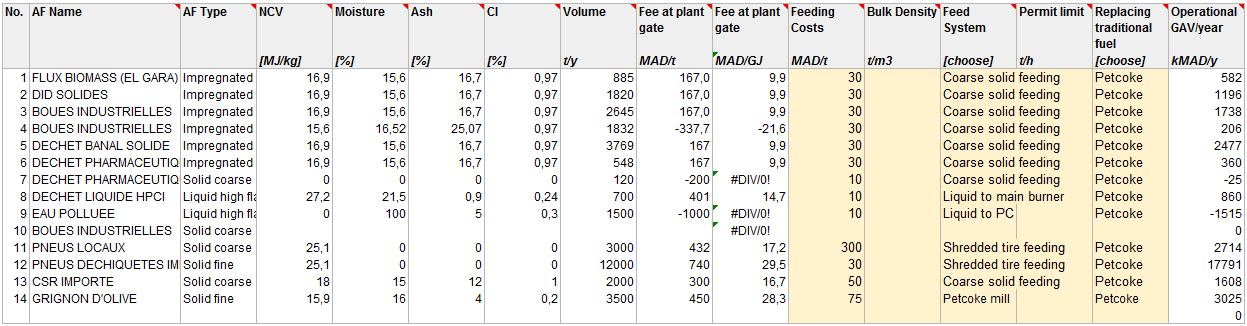 No. AF Name AF Type NCV Moisture Ash Cl Volume Fee at plant gate Fee at plant gate Feeding Costs Bulk Density Feed System Permit limit Replacing traditional fuel Operational GAV/year
[MJ/kg] [%] [%] [%] t/y MAD/t MAD/GJ MAD/t t/m3 [choose] t/h [choose] kMAD/y
1 FLUX BIOMASS (EL GARA) Impregnated 16,9 15,6 16,7 0,97 885 167,0 9,9 30 Coarse solid feeding Petcoke 582
2 DID SOLIDES Impregnated 16,9 15,6 16,7 0,97 1820 167,0 9,9 30 Coarse solid feeding Petcoke 1196
3 BOUES INDUSTRIELLES Impregnated 16,9 15,6 16,7 0,97 2645 167,0 9,9 30 Coarse solid feeding Petcoke 1738
4 BOUES INDUSTRIELLES Impregnated 15,6 16,52 25,07 0,97 1832 -337,7 -21,6 30 Coarse solid feeding Petcoke 206
5 DECHET BANAL SOLIDE Impregnated 16,9 15,6 16,7 0,97 3769 167 9,9 30 Coarse solid feeding Petcoke 2477
6 DECHET PHARMACEUTIQ Impregnated 16,9 15,6 16,7 0,97 548 167 9,9 30 Coarse solid feeding Petcoke 360
7 DECHET PHARMACEUTIQ Solid coarse 0 0 0 0 120 -200 #DIV/0! 10 Coarse solid feeding Petcoke -25
8 DECHET LIQUIDE HPCI Liquid high fla 27,2 21,5 0,9 0,24 700 401 14,7 10 Liquid to main burner Petcoke 860
9 EAU POLLUEE Liquid high fla 0 100 5 0,3 1500 -1000 #DIV/0! 10 Liquid to PC Petcoke -1515
10 BOUES INDUSTRIELLES Solid coarse #DIV/0! 0
11 PNEUS LOCAUX Solid coarse 25,1 0 0 0 3000 432 17,2 300 Shredded tire feeding Petcoke 2714
12 PNEUS DECHIQUETES IM Solid fine 25,1 0 0 0 12000 740 29,5 30 Shredded tire feeding Petcoke 17791
13 CSR IMPORTE Solid coarse 18 15 12 1 2000 300 16,7 50 Coarse solid feeding Petcoke 1608
14 GRIGNON D'OLIVE Solid fine 15,9 16 4 0,2 3500 450 28,3 75 Petcoke mill Petcoke 3025
0